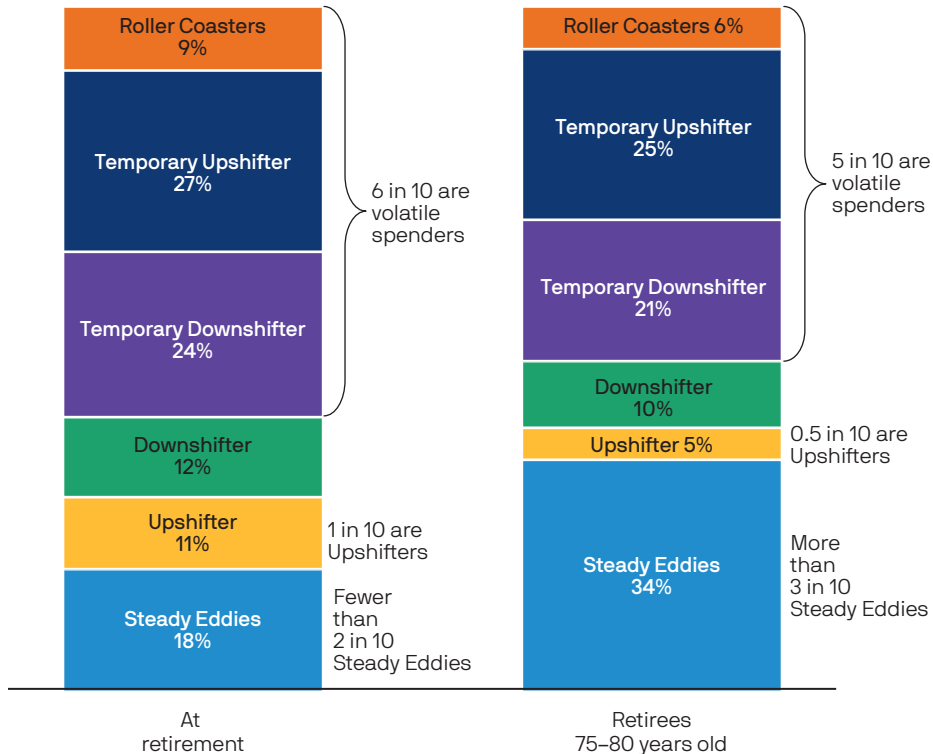 Roller Coasters
9%
Temporary Upshifter
27%
Temporary Downshifter
24%
6 in 10 are
volatile
spenders
Downshifter
12%
Upshifter
11%
1 in 10 are
Upshifters
Steady Eddies
18%
Fewer
than
2 in 10
Steady Eddies
At
retirement
Roller Coasters 6%
Temporary Upshifter
25%
Temporary Downshifter
21%
5 in 10 are
volatile
spenders
Downshifter
10%
Upshifter 5%
0.5 in 10 are
Upshifters
Steady Eddies
34%
More
than
3 in 10
Steady Eddies
Retirees
75–80 years old